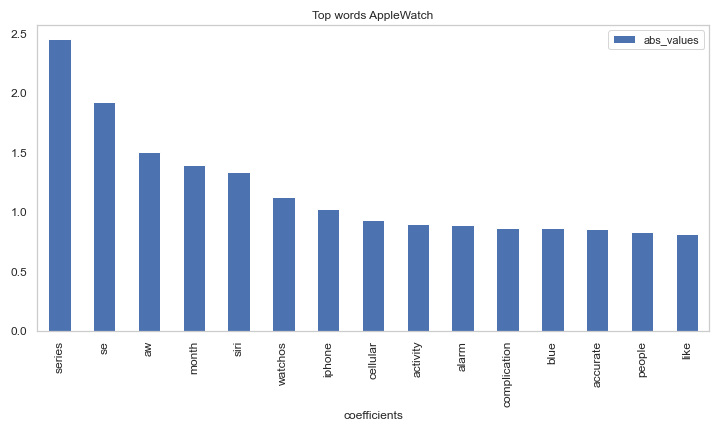 Top words AppleWatch
abs_values
2.5
2.0
1.5
1.0
0.5
0.0
series
se
aw
month
siri
watchos
iphone
cellular
activity
alarm
complication
blue
accurate
people
like
coefficients